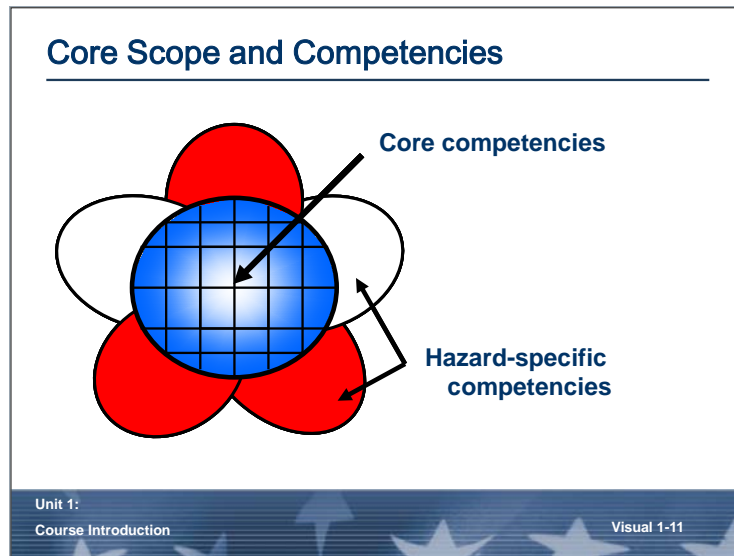 Core Scope and Competencies
Core competencies
Hazard-specific
competencies
Unit 1:
Course Introduction
Visual 1-11